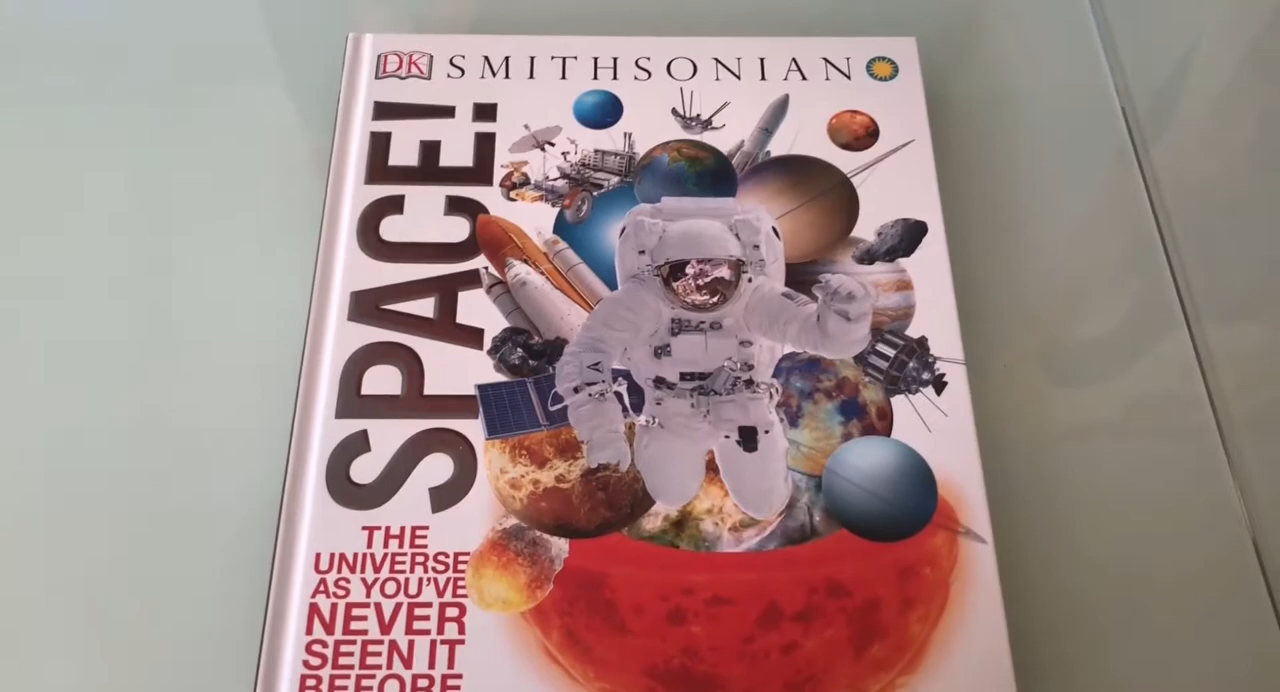 DK SMITHSONIAN
SPACE!
THE
UNIVERSE
AS YOU'VE
NEVER
SEEN IT
BEFORE